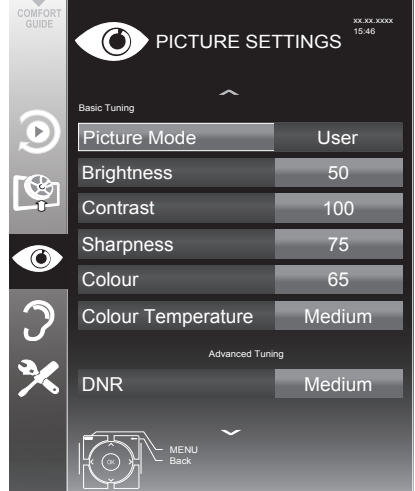 COMFORT
GUIDE
PICTURE SETTINGS
xx.xx.xxxx
15:46
Basic Tuning
Picture Mode User
Brightness 50
Contrast 100
Sharpness 75
Colour 65
Colour Temperature Medium
Advanced Tuning
DNR Medium
OK
MENU
Back